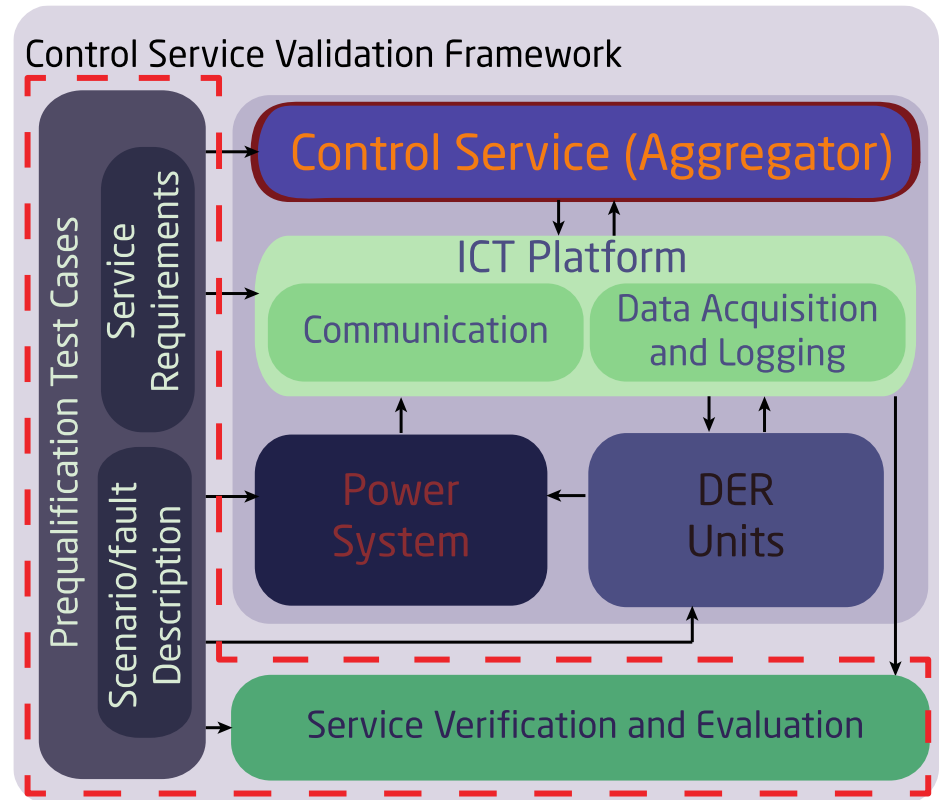 Control Service Validation Framework
Prequalification Test Cases
Service
Requirements
Scenario/fault
Description
Control Service (Aggregator)
ICT Platform
Communication
Data Acquisition
and Logging
Power
System
DER
Units
Service Verification and Evaluation